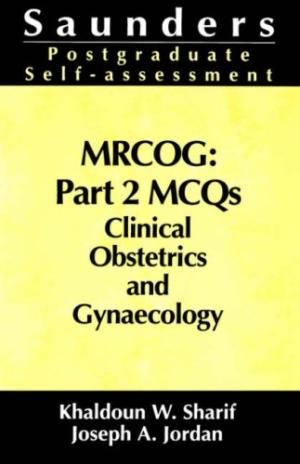 Saunders
Postgraduate
Self-assessment
MRCOG:
Part 2 MCQs
Clinical
Obstetrics
and
Gynaecology
Khaldoun W. Sharif
Joseph A. Jordan